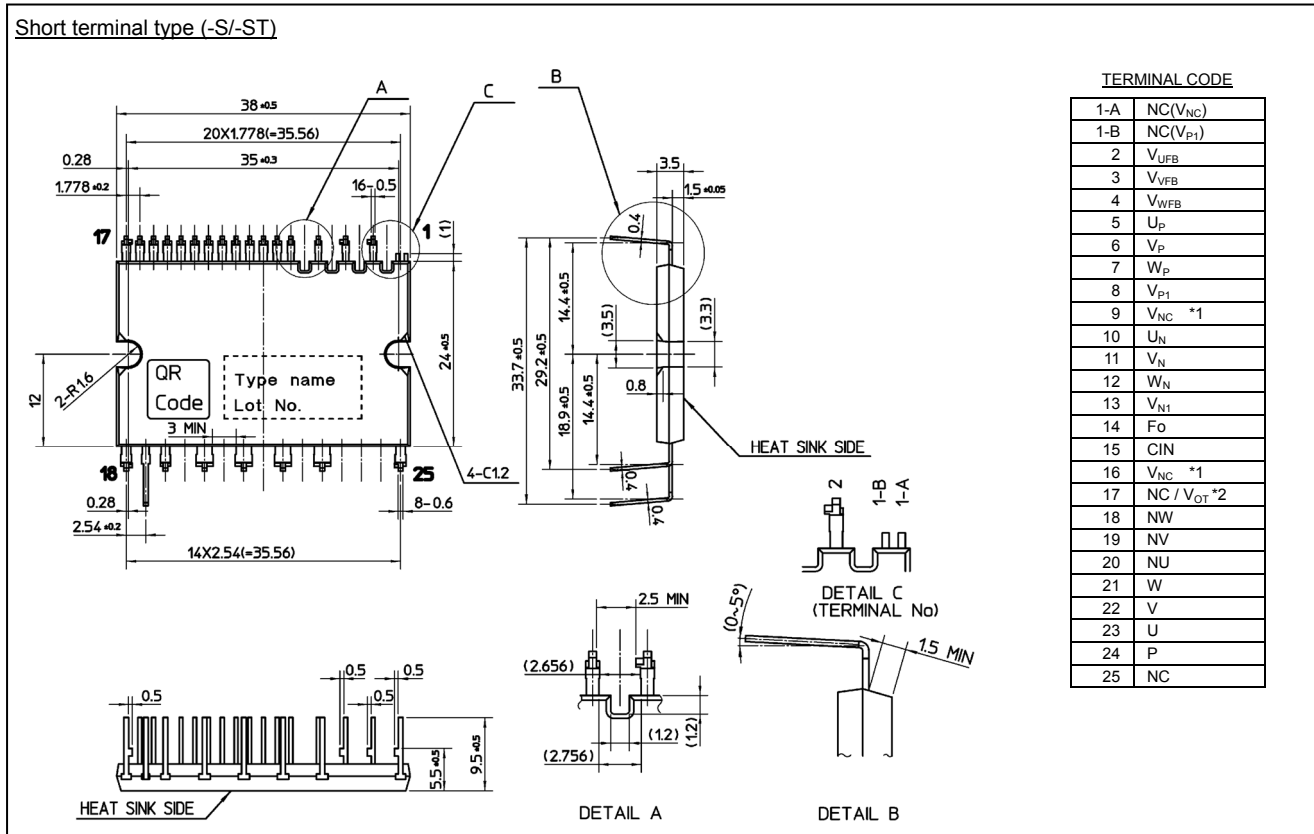 Short terminal type (-S/-ST)
A
C
B
38 ±0.5
20X1.778(=35.56)
0.28
35 ±0.3
1.778 ±0.2
16-0.5
17
1
(1)
24 ±0.5
12
2-R1.6
QR
Code
Type name
Lot No.
3 MIN
18
25
4-C1.2
0.28
8-0.6
2.54 ±0.2
14X2.54(=35.56)
3.5
1.5 ±0.05
0.4
33.7 ±0.5
29.2 ±0.5
14.4 ±0.5
18.9 ±0.5
14.4 ±0.5
(3.5)
(3.3)
0.8
HEAT SINK SIDE
0.4
0.4
2
1-B
1-A
DETAIL C
(TERMINAL No)
0.5
0.5
0.5
0.5
5.5 ±0.5
9.5 ±0.5
HEAT SINK SIDE
2.5 MIN
(2.656)
(1.2)
(1.2)
(2.756)
DETAIL A
(0~5°)
1.5 MIN
DETAIL B
TERMINAL CODE
1-A NC(VNC)
1-B NC(VP1)
2 VUFB
3 VVFB
4 VWFB
5 UP
6 VP
7 WP
8 VP1
9 VNC *1
10 UN
11 VN
12 WN
13 VN1
14 Fo
15 CIN
16 VNC *1
17 NC / VOT *2
18 NW
19 NV
20 NU
21 W
22 V
23 U
24 P
25 NC